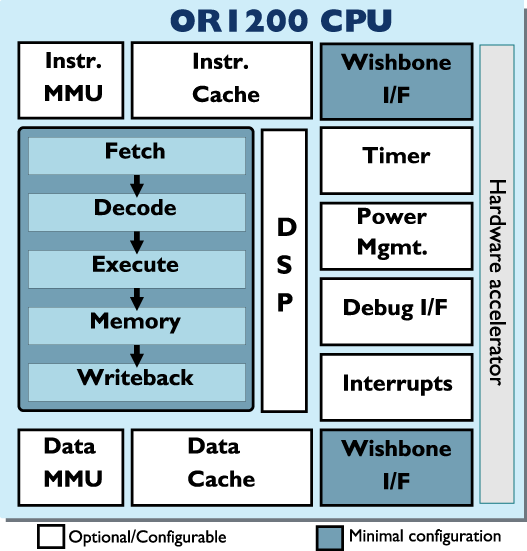 OR1200 CPU
Instr.
MMU
Instr.
Cache
Wishbone
I/F
Fetch
Decode
Execute
Memory
Writeback
D
S
P
Timer
Power
Mgmt.
Debug I/F
Interrupts
Hardware accelerator
Data
MMU
Data
Cache
Wishbone
I/F
Optional/Configurable
Minimal configuration